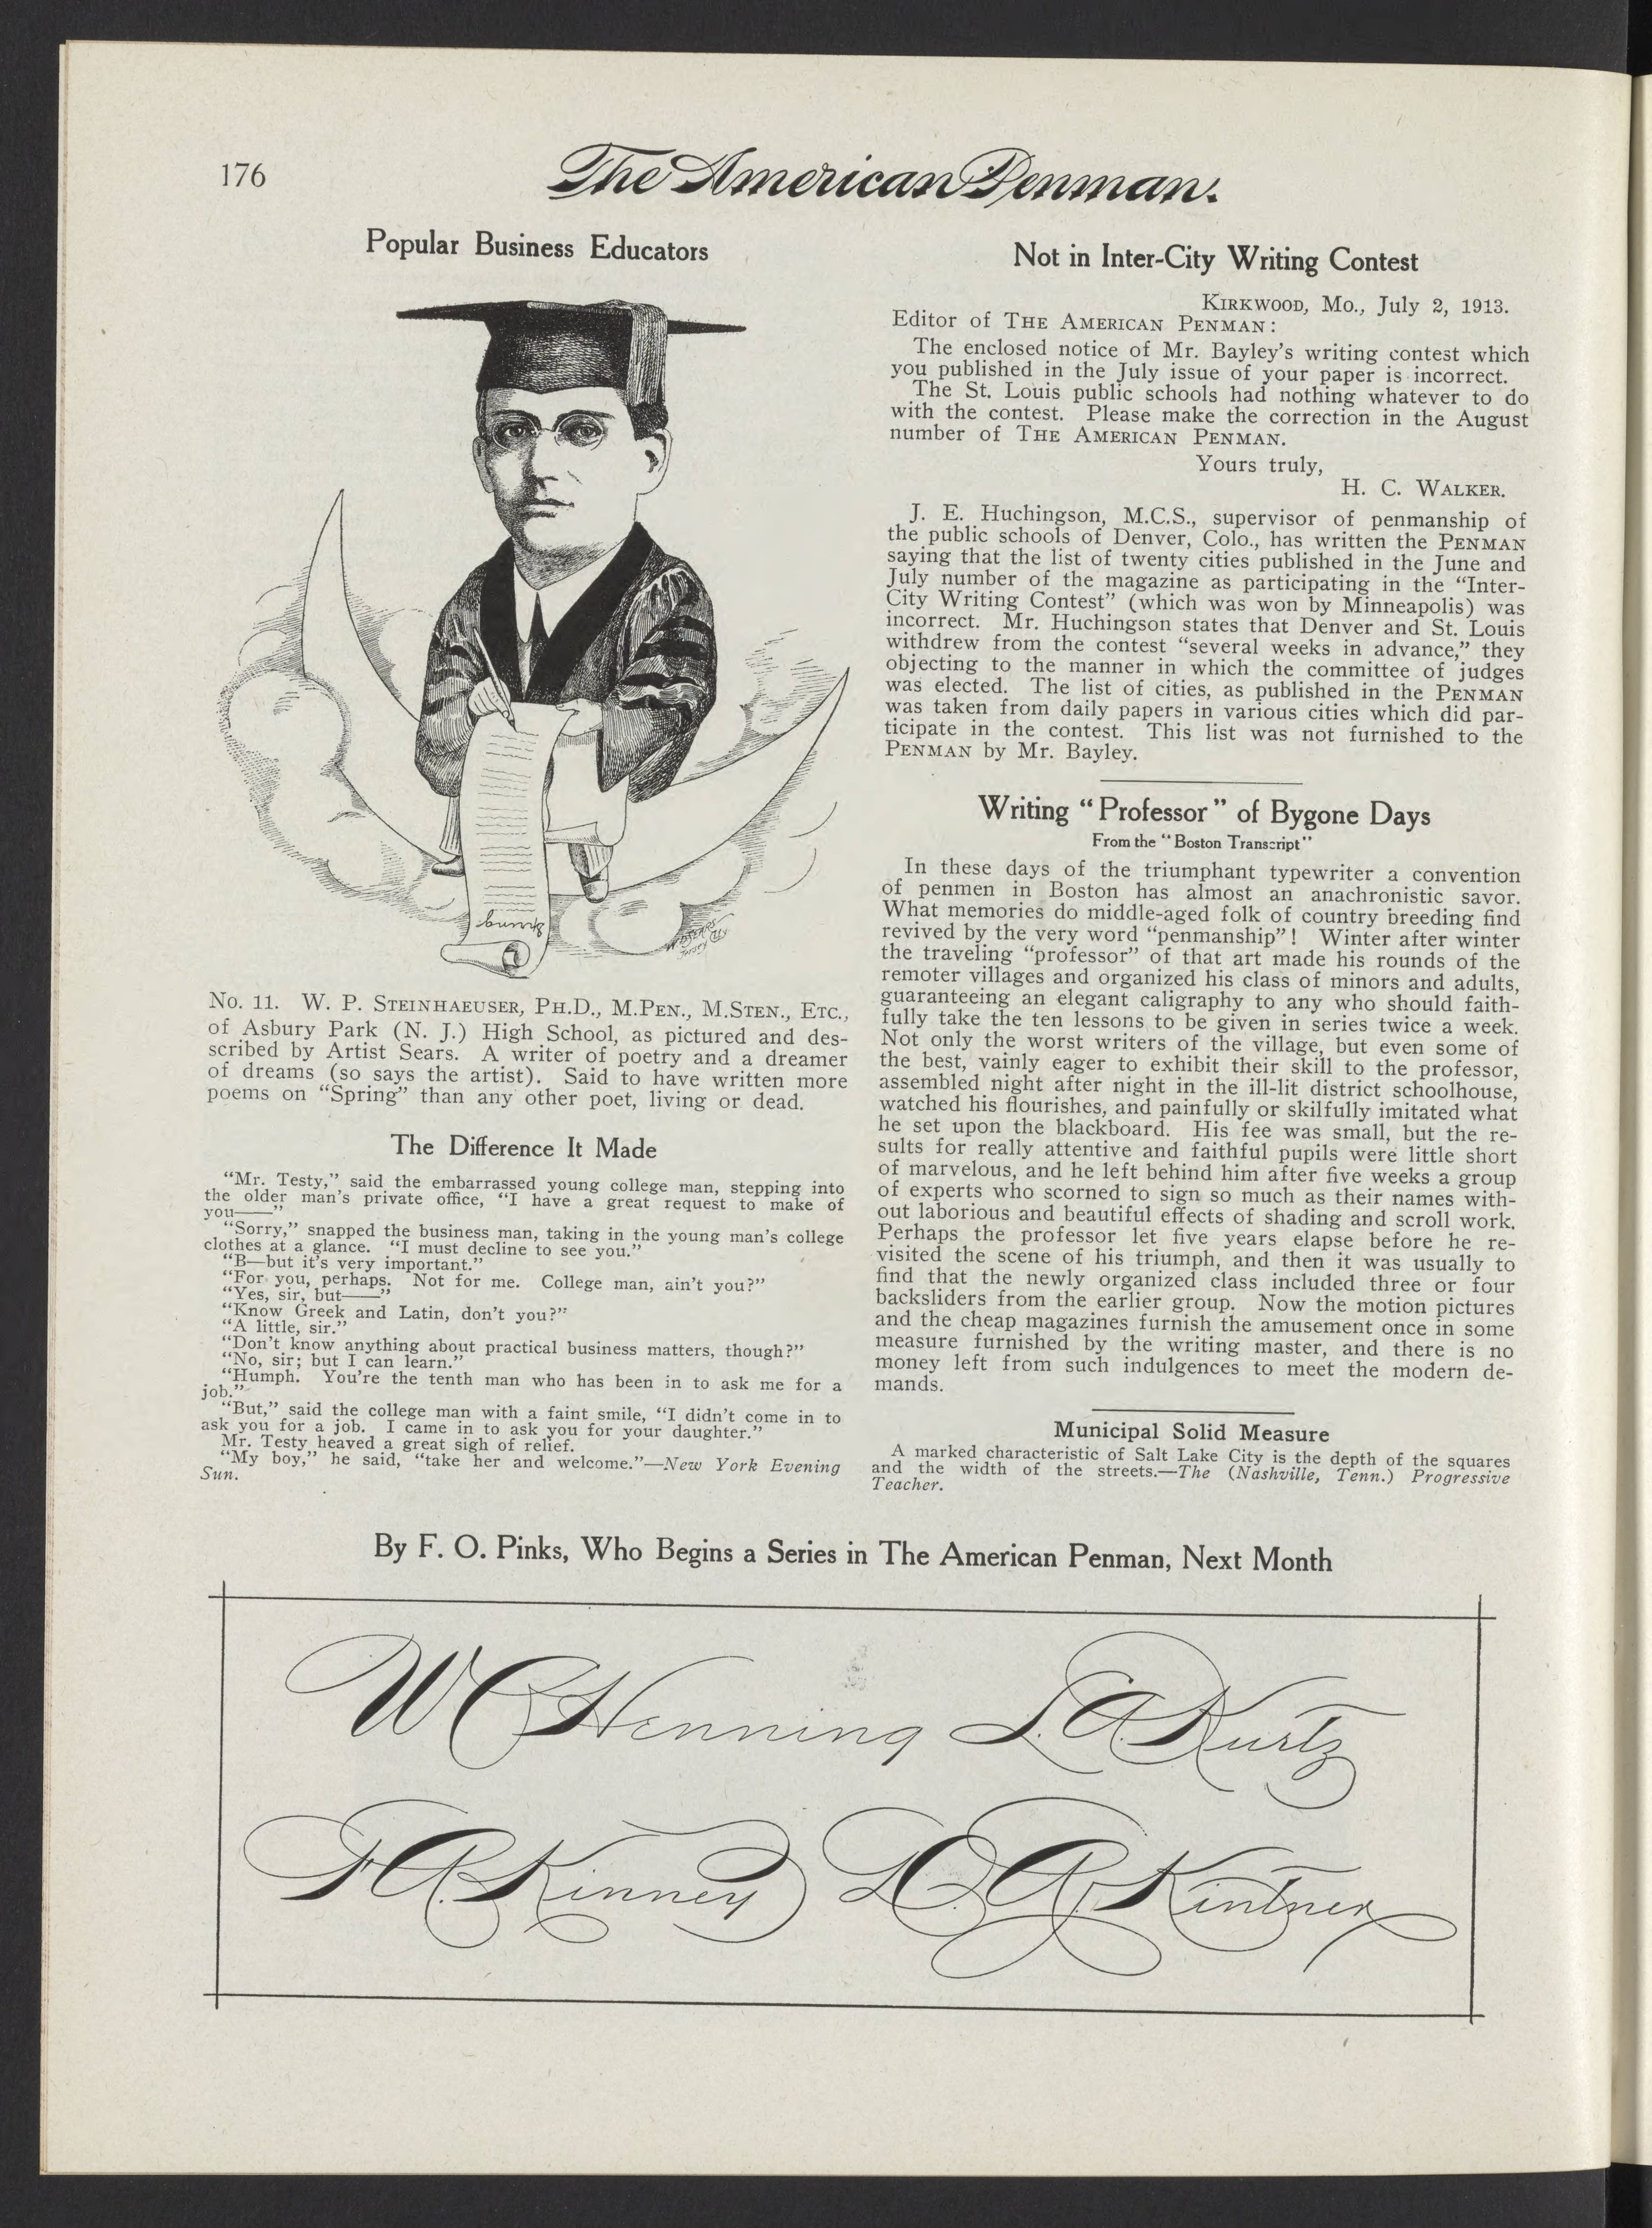 176
The American Penman.
Popular Business Educators
Spring
W. D. SEARS
Jersey City
No. 11. W. P. STEINHAEUSER, PH.D., M.PEN., M.STEN., ETC.,
of Asbury Park (N. J.) High School, as pictured and des-
scribed by Artist Sears. A writer of poetry and a dreamer
of dreams (so says the artist). Said to have written more
poems on “Spring” than any other poet, living or dead.
The Difference It Made
“Mr. Testy,” said the embarrassed young college man, stepping into
the older man’s private office, “I have a great request to make of
you——”
“Sorry,” snapped the business man, taking in the young man’s college
clothes at a glance. “I must decline to see you.”
“B—but it’s very important.”
“For you, perhaps. Not for me. College man, ain’t you?”
“Yes, sir, but——”
“Know Greek and Latin, don’t you?”
“A little, sir.”
“Don’t know anything about practical business matters, though?”
“No, sir; but I can learn.”
“Humph. You’re the tenth man who has been in to ask me for a
job.”
“But,” said the college man with a faint smile, “I didn’t come in to
ask you for a job. I came in to ask you for your daughter.”
Mr. Testy heaved a great sigh of relief.
“My boy,” he said, “take her and welcome.”—New York Evening
Sun.
Not in Inter-City Writing Contest
KIRKWOOD, Mo., July 2, 1913.
Editor of THE AMERICAN PENMAN:
The enclosed notice of Mr. Bayley’s writing contest which
you published in the July issue of your paper is incorrect.
The St. Louis public schools had nothing whatever to do
with the contest. Please make the correction in the August
number of THE AMERICAN PENMAN.
Yours truly,
H. C. WALKER.
J. E. Huchingson, M.C.S., supervisor of penmanship of
the public schools of Denver, Colo., has written the PENMAN
saying that the list of twenty cities published in the June and
July number of the magazine as participating in the “Inter-
City Writing Contest” (which was won by Minneapolis) was
incorrect. Mr. Huchingson states that Denver and St. Louis
withdrew from the contest “several weeks in advance,” they
objecting to the manner in which the committee of judges
was elected. The list of cities, as published in the PENMAN
was taken from daily papers in various cities which did par-
ticipate in the contest. This list was not furnished to the
PENMAN by Mr. Bayley.
Writing “Professor” of Bygone Days
From the “Boston Transcript”
In these days of the triumphant typewriter a convention
of penmen in Boston has almost an anachronistic savor.
What memories do middle-aged folk of country breeding find
revived by the very word “penmanship”! Winter after winter
the traveling “professor” of that art made his rounds of the
remoter villages and organized his class of minors and adults,
guaranteeing an elegant caligraphy to any who should faith-
fully take the ten lessons to be given in series twice a week.
Not only the worst writers of the village, but even some of
the best, vainly eager to exhibit their skill to the professor,
assembled night after night in the ill-lit district schoolhouse,
watched his flourishes, and painfully or skilfully imitated what
he set upon the blackboard. His fee was small, but the re-
sults for really attentive and faithful pupils were little short
of marvelous, and he left behind him after five weeks a group
of experts who scorned to sign so much as their names with-
out laborious and beautiful effects of shading and scroll work.
Perhaps the professor let five years elapse before he re-
visited the scene of his triumph, and then it was usually to
find that the newly organized class included three or four
backsliders from the earlier group. Now the motion pictures
and the cheap magazines furnish the amusement once in some
measure furnished by the writing master, and there is no
money left from such indulgences to meet the modern de-
mands.
Municipal Solid Measure
A marked characteristic of Salt Lake City is the depth of the squares
and the width of the streets.—The (Nashville, Tenn.) Progressive
Teacher.
By F. O. Pinks, Who Begins a Series in The American Penman, Next Month
W C Henning L. A. Kurtz
F A. Kinney D. A. Kintner